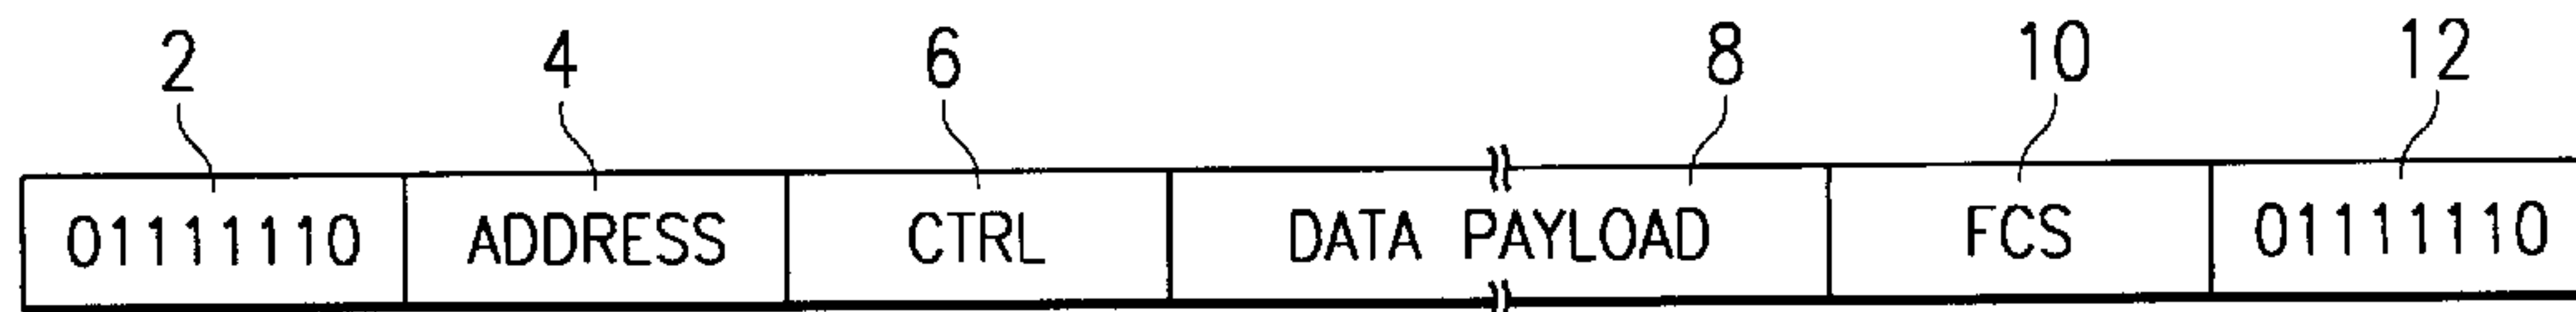 2 4 6 8 10 12
01111110 ADDRESS CTRL DATA PAYLOAD FCS 01111110